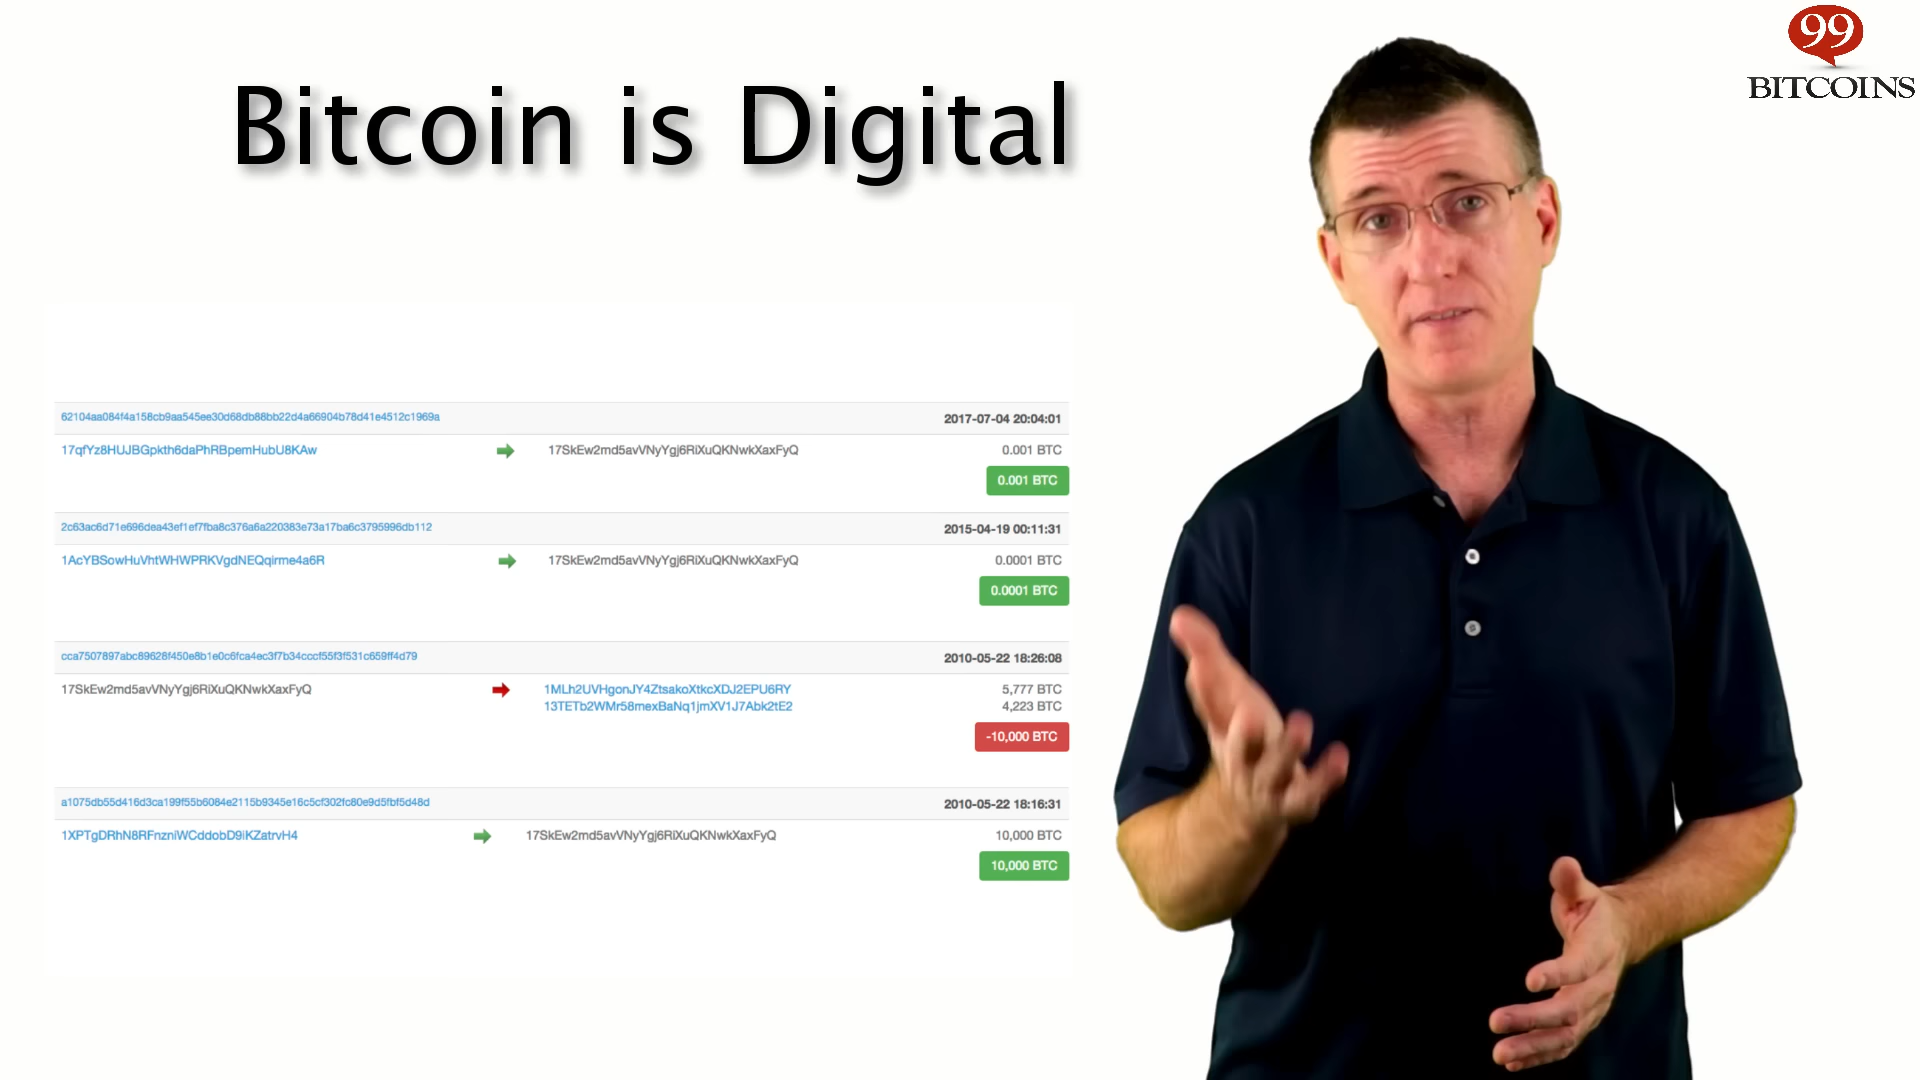 99
BITCOINS
Bitcoin is Digital
62104aa084f4a158cb9aa545ee30d68db88bb22d4a66904b78d41e4512c1969a 2017-07-04 20:04:01
17qfYz8HUJBGpkth6daPhRBpemHubU8KAw 17SkEw2md5avVNyYgj6RiXuQKNwkXaxFyQ 0.001 BTC
0.001 BTC
2c63ac6d71e696dea43ef1ef7fba8c376a6a220383e73a17ba6c3795996db112 2015-04-19 00:11:31
1AcYBSowHuVhtWHWPRKVgdNEQqirme4a6R 17SkEw2md5avVNyYgj6RiXuQKNwkXaxFyQ 0.0001 BTC
0.0001 BTC
cca7507897abc89628f450e8b1e0c6fca4ec3f7b34cccf55f3f531c659ff4d79 2010-05-22 18:26:08
17SkEw2md5avVNyYgj6RiXuQKNwkXaxFyQ 1MLh2UVHgonJY4ZtsakoXtkcXDJ2EPU6RY 5,777 BTC
13TETb2WMr58mexBaNq1jmXV1J7Abk2tE2 4,223 BTC
-10,000 BTC
a1075db55d416d3ca199f55b6084e2115b9345e16c5cf302fc80e9d5fbf5d48d 2010-05-22 18:16:31
1XPTgDRhN8RFnzniWCddobD9iKZatrvH4 17SkEw2md5avVNyYgj6RiXuQKNwkXaxFyQ 10,000 BTC
10,000 BTC